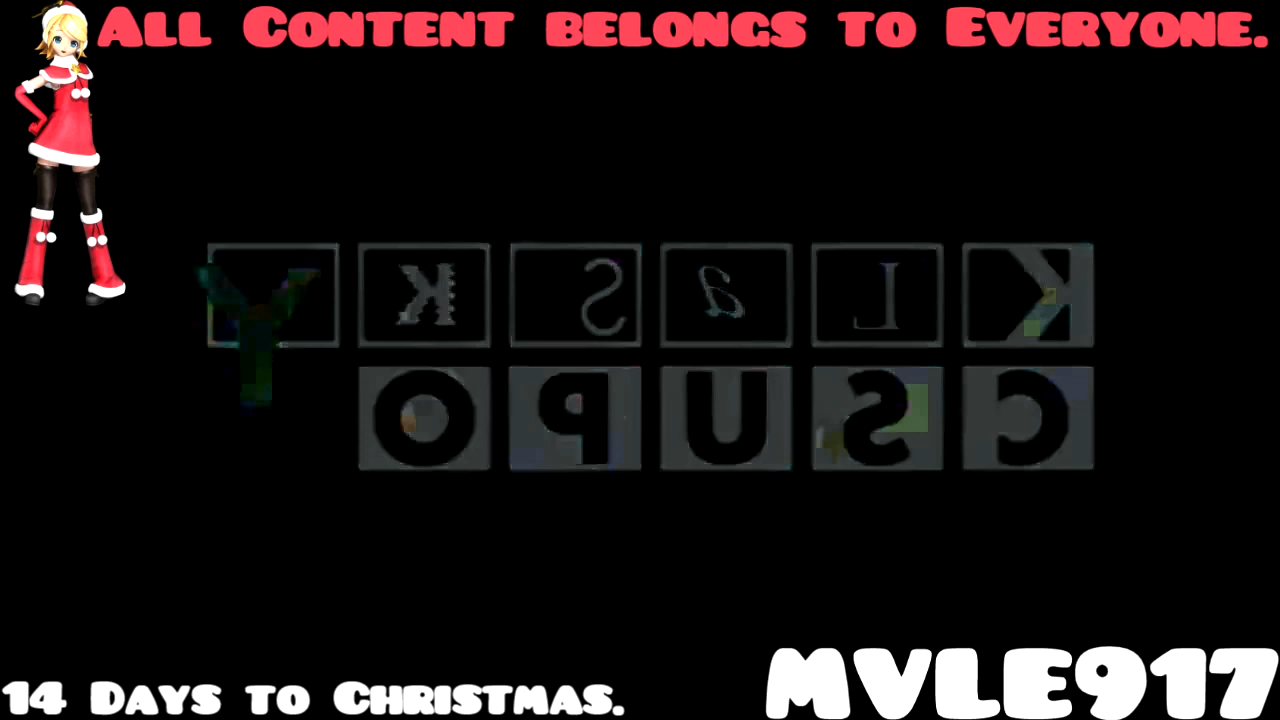 All Content belongs to Everyone.
Y K S a L K
O P U S C
14 Days to Christmas.
MVLE917